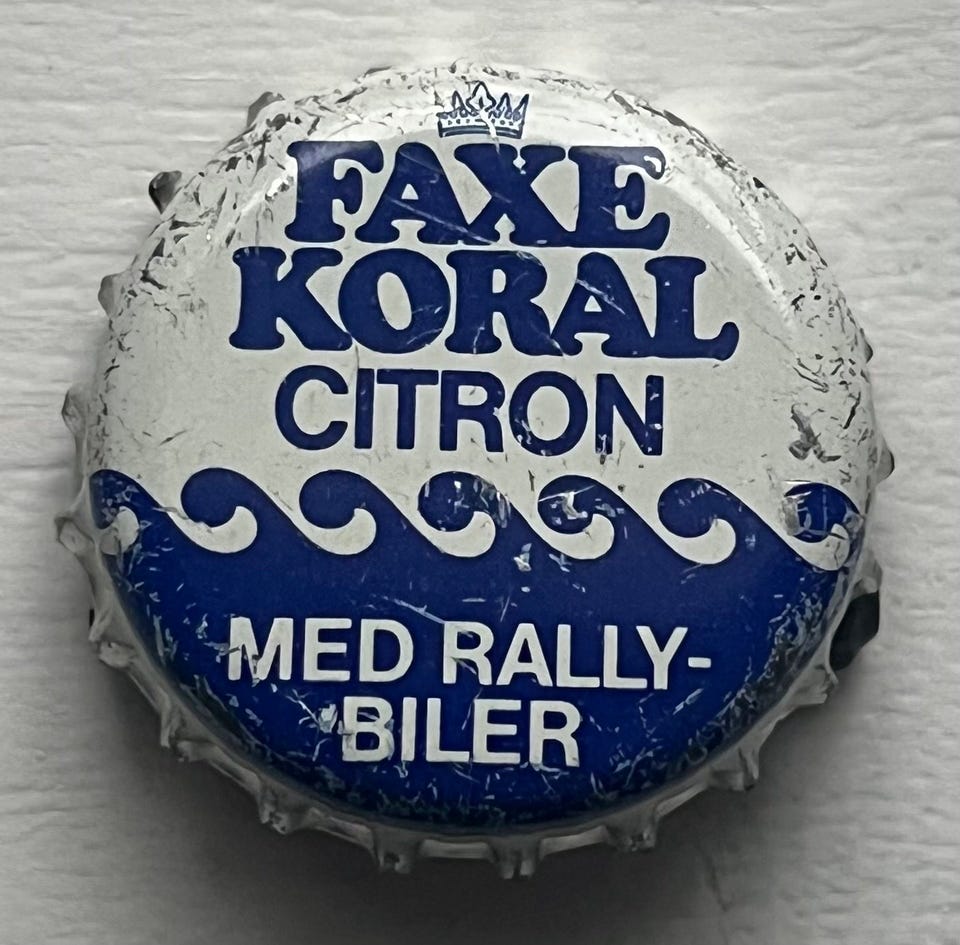 FAXE
KORAL
CITRON
MED RALLY-
BILER